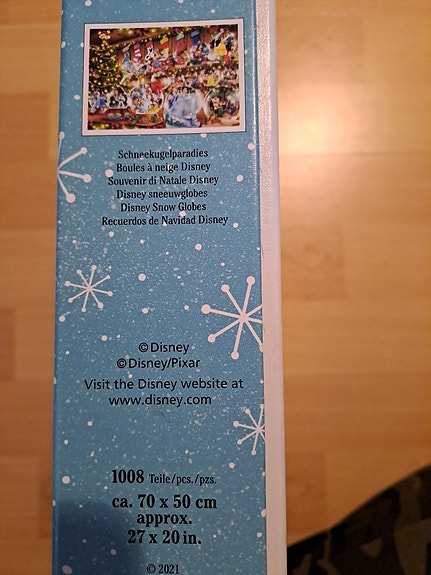 Schneekugelparadies
Boules à neige Disney
Souvenir di Natale Disney
Disney sneeuwglobes
Disney Snow Globes
Recuerdos de Navidad Disney
©Disney
©Disney/Pixar
Visit the Disney website at
www.disney.com
1008 Teile/pcs./pzs.
ca. 70 x 50 cm
approx.
27 x 20 in.
© 2021